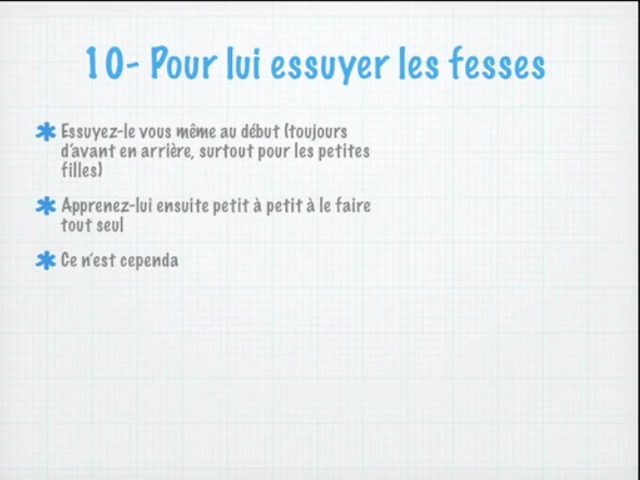 10- Pour lui essuyer les fesses
Essuyez-le vous même au début (toujours
d'avant en arrière, surtout pour les petites
filles)
Apprenez-lui ensuite petit à petit à le faire
tout seul
Ce n'est cependa